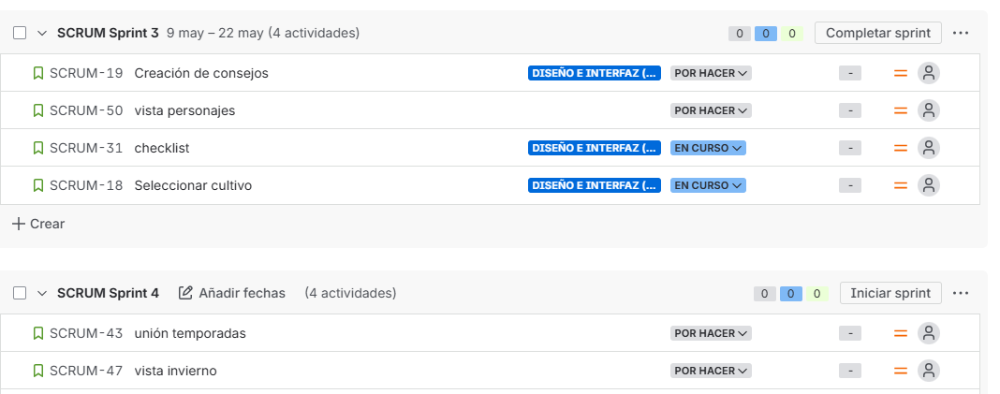 SCRUM Sprint 3 9 may – 22 may (4 actividades) 0 0 0 Completar sprint
SCRUM-19 Creación de consejos DISEÑO E INTERFAZ (... POR HACER -
SCRUM-50 vista personajes POR HACER -
SCRUM-31 checklist DISEÑO E INTERFAZ (... EN CURSO -
SCRUM-18 Seleccionar cultivo DISEÑO E INTERFAZ (... EN CURSO -
+ Crear
SCRUM Sprint 4 Añadir fechas (4 actividades) 0 0 0 Iniciar sprint
SCRUM-43 unión temporadas POR HACER -
SCRUM-47 vista invierno POR HACER -